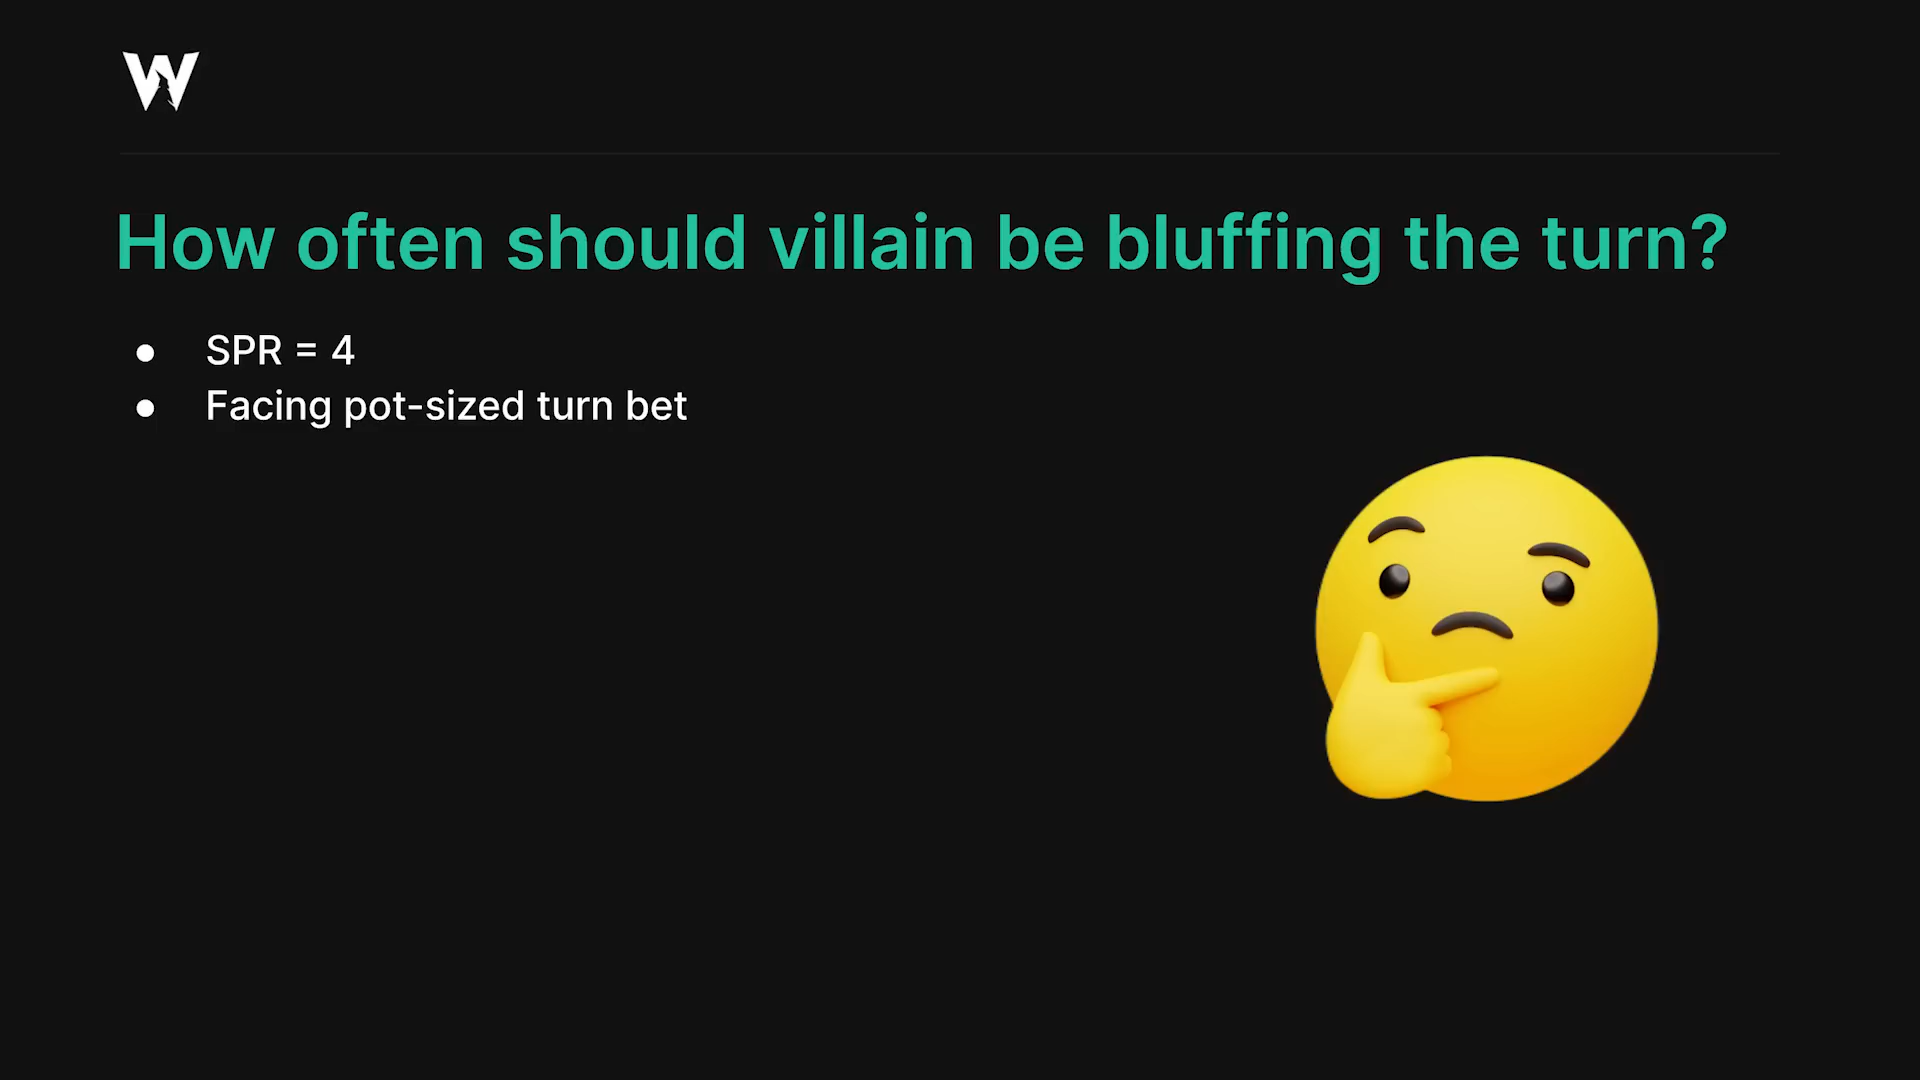 W
How often should villain be bluffing the turn?
● SPR = 4
● Facing pot-sized turn bet